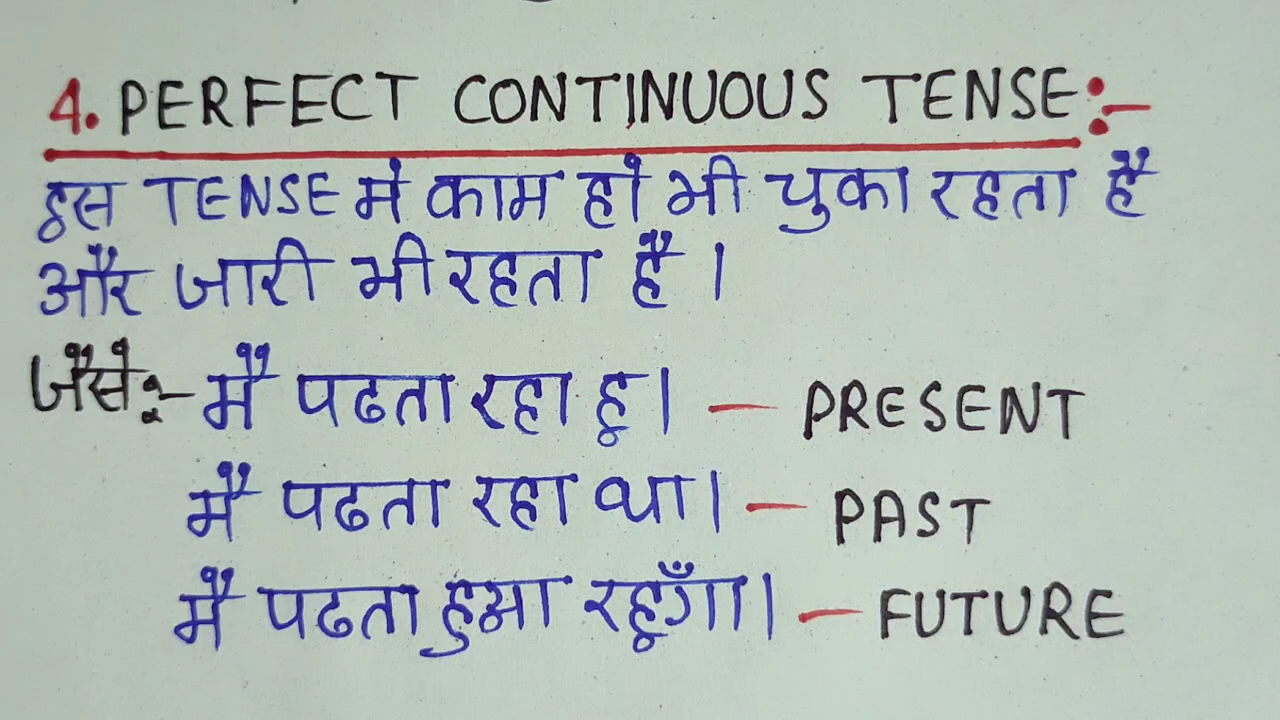 4. PERFECT CONTINUOUS TENSE:-
इस TENSE मे काम हो भी चुका रहता है
और जारी भी रहता है।
जैसे:- मै पढता रहा हू। — PRESENT
मै पढता रहा था। — PAST
मै पढता हुआ रहूँगा। — FUTURE